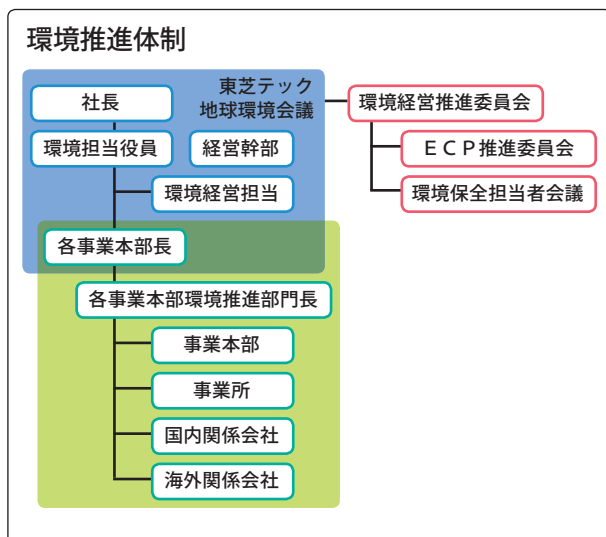 環境推進体制
東芝テック
地球環境会議
社長
環境担当役員
経営幹部
環境経営担当
各事業本部長
各事業本部環境推進部門長
事業本部
事業所
国内関係会社
海外関係会社
環境経営推進委員会
ECP推進委員会
環境保全担当者会議